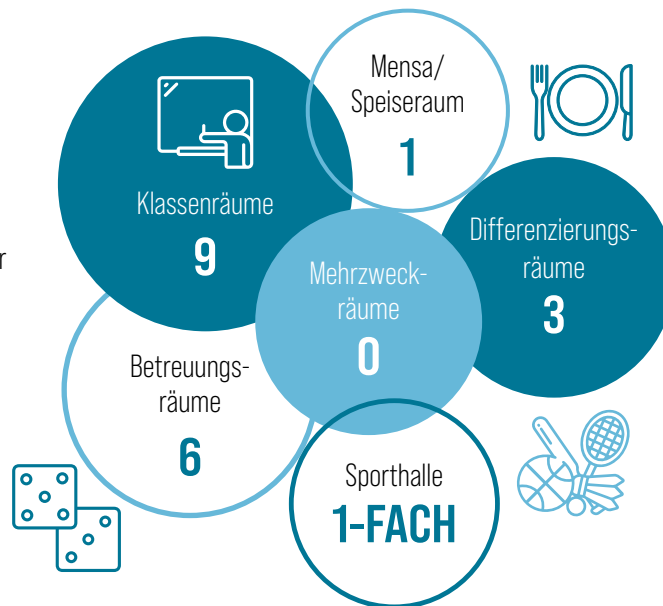 Mensa/
Speiseraum
1
Klassenräume
9
Differenzierungs-
räume
3
r
Mehrzweck-
räume
0
Betreuungs-
räume
6
Sporthalle
1-FACH